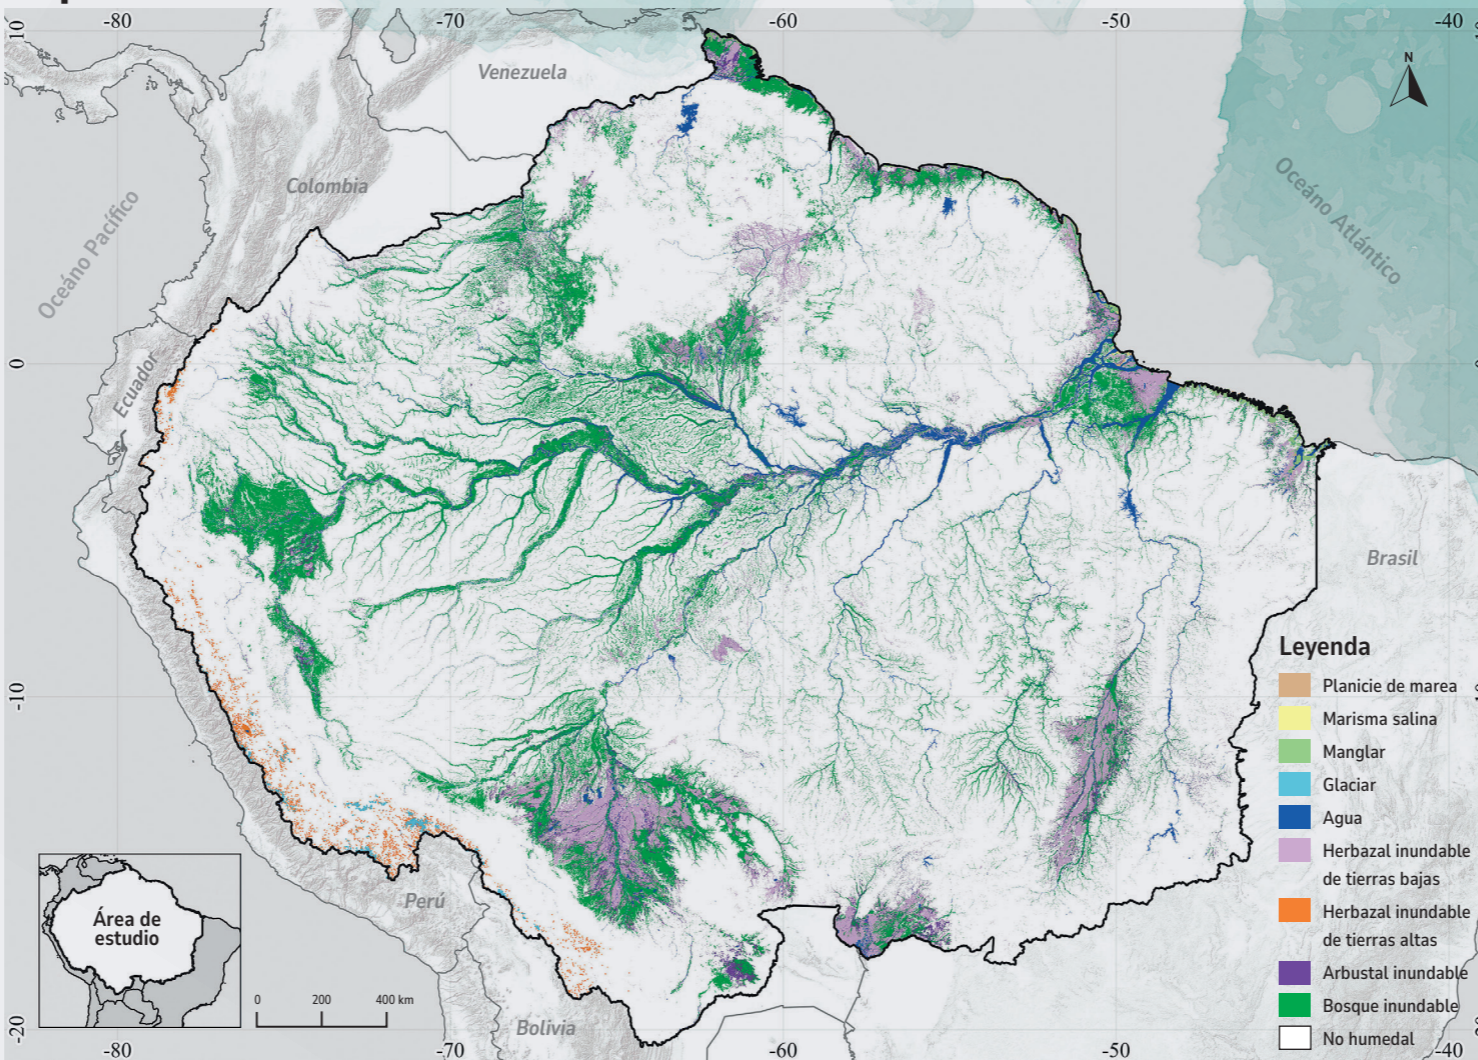 -80
-70
-60
-50
-40
10
Venezuela
N
Colombia
Océano Pacífico
Oceáno Atlántico
0
0
Ecuador
Brasil
-10
Leyenda
Planicie de marea
Marisma salina
Manglar
Glaciar
Agua
Herbazal inundable
de tierras bajas
Herbazal inundable
de tierras altas
Arbustal inundable
Bosque inundable
No humedal
Área de
estudio
Perú
0
200
400 km
Bolivia
-20
-80
-70
-60
-50
-40